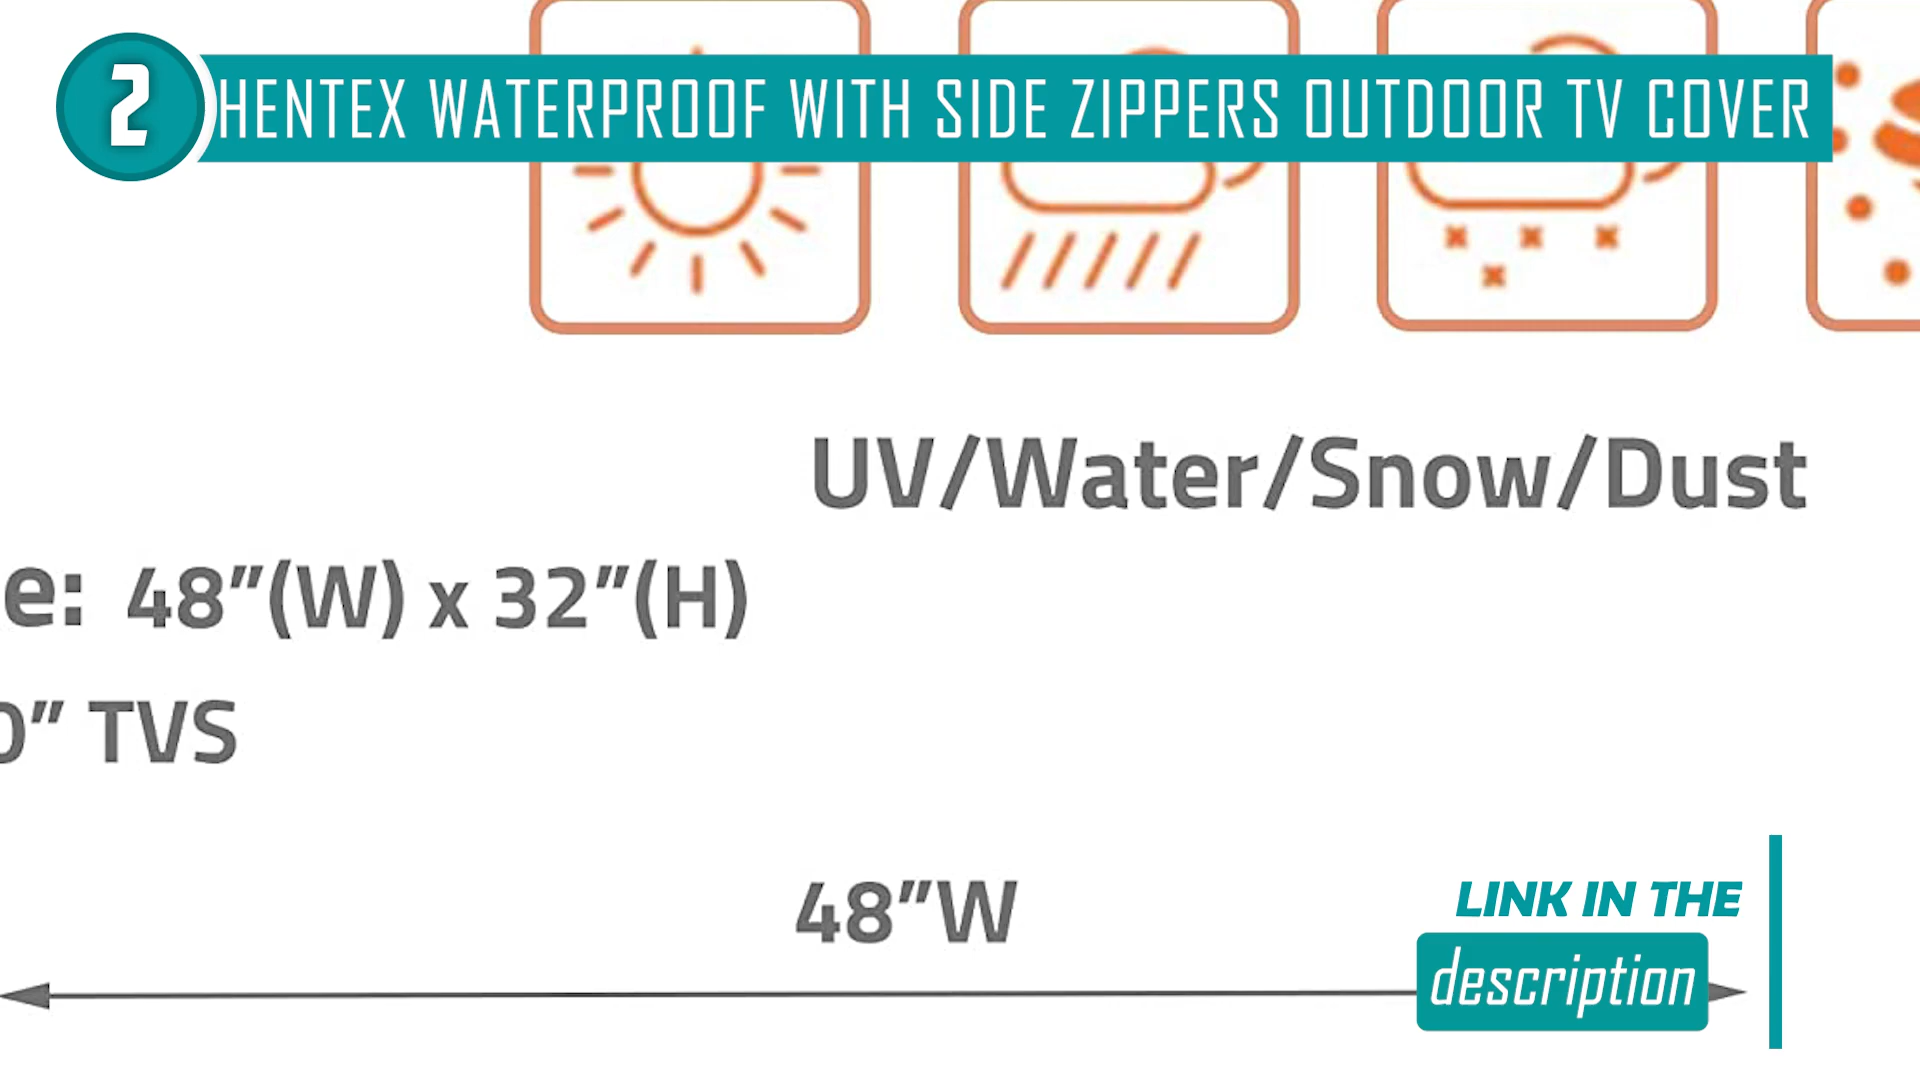 2
HENTEX WATERPROOF WITH SIDE ZIPPERS OUTDOOR TV COVER
UV/Water/Snow/Dust
e: 48”(W) x 32”(H)
0” TVS
48”W
LINK IN THE
description